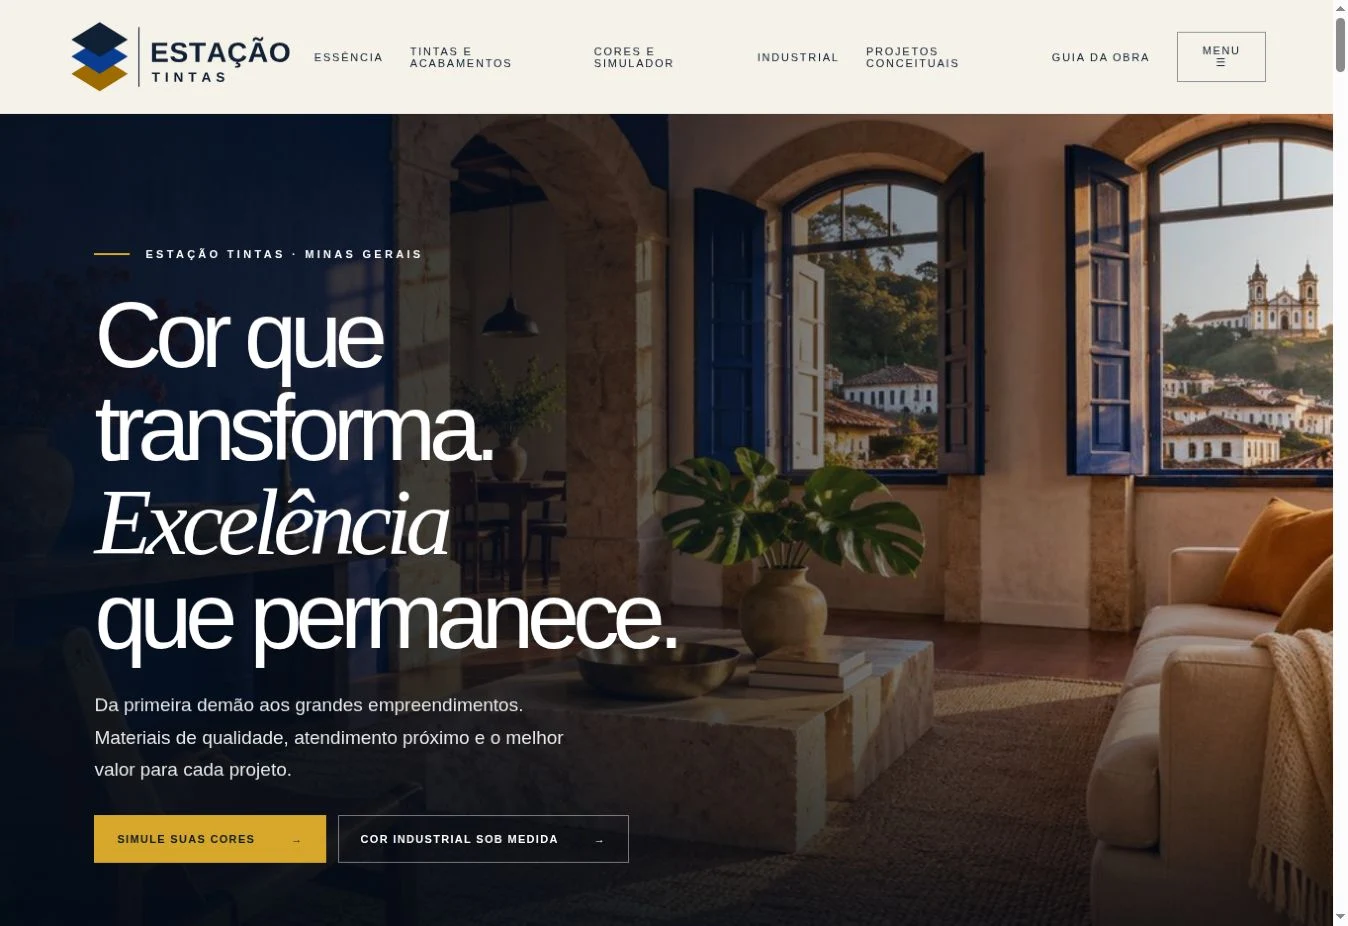 ESTAÇÃO
TINTAS
ESSÊNCIA
TINTAS E
ACABAMENTOS
CORES E
SIMULADOR
INDUSTRIAL
PROJETOS
CONCEITUAIS
GUIA DA OBRA
MENU
☰
ESTAÇÃO TINTAS · MINAS GERAIS
Cor que
transforma.
Excelência
que permanece.
Da primeira demão aos grandes empreendimentos.
Materiais de qualidade, atendimento próximo e o melhor
valor para cada projeto.
SIMULE SUAS CORES →
COR INDUSTRIAL SOB MEDIDA →